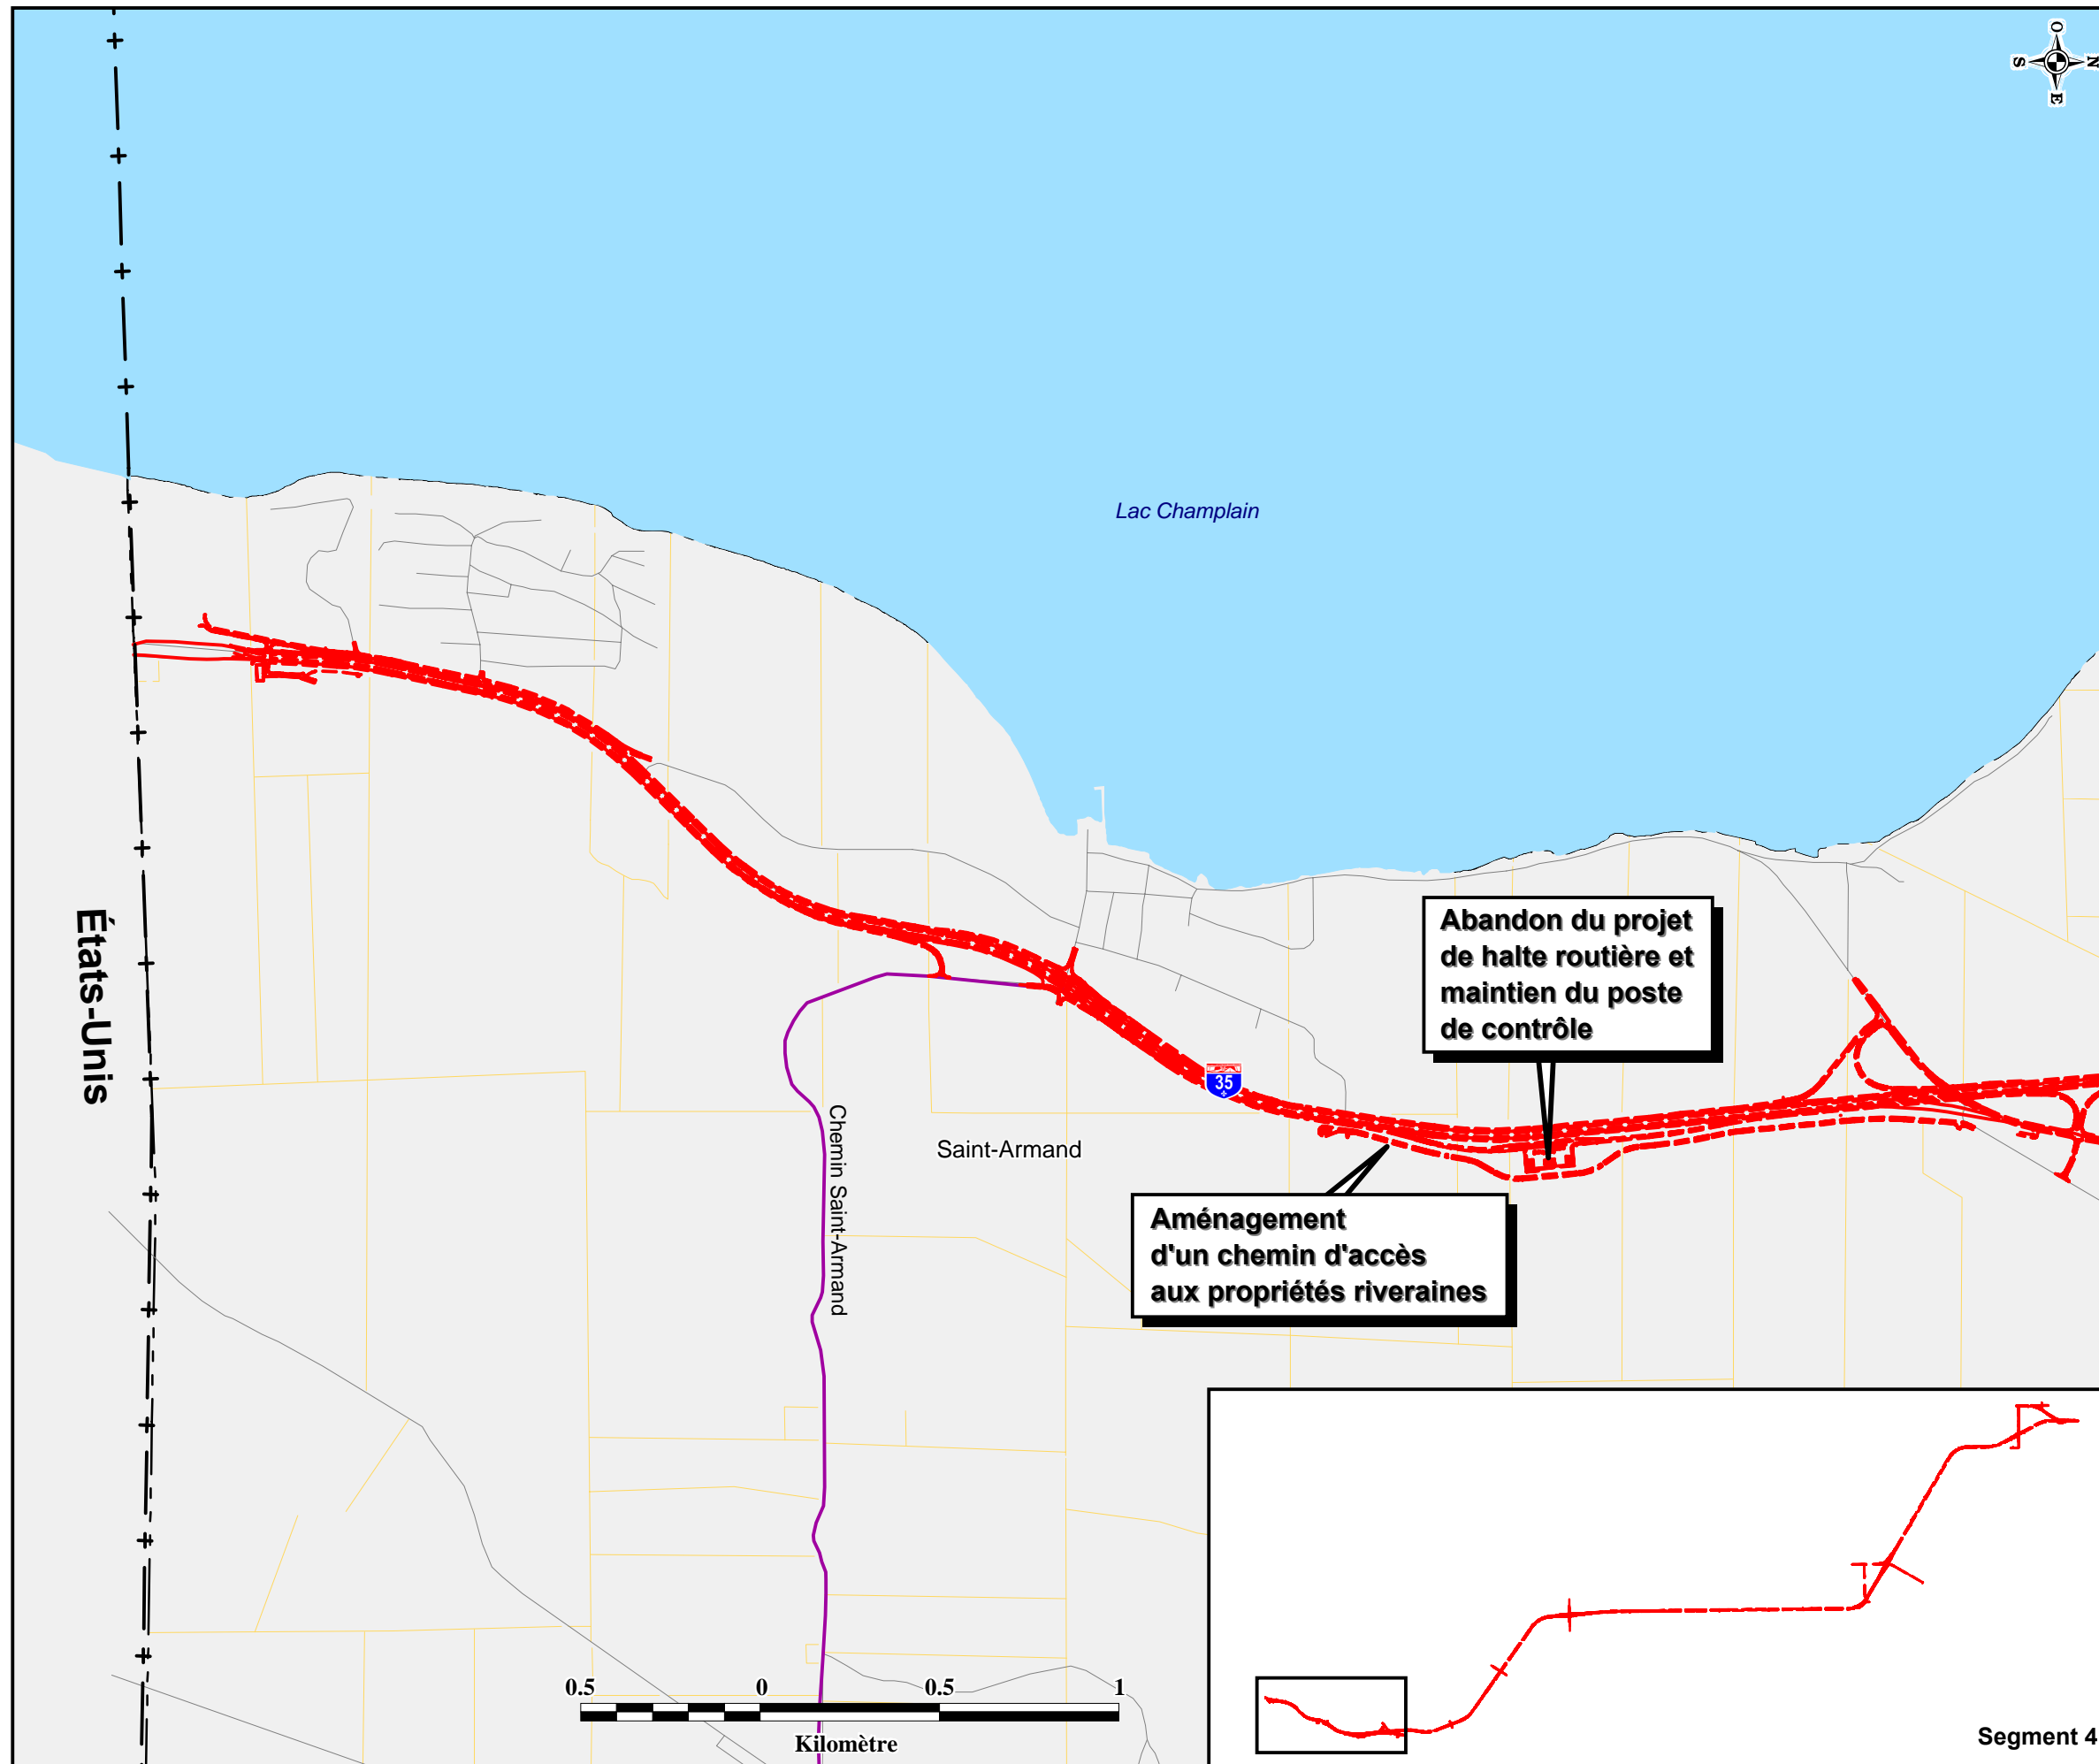 O
S
N
E
Lac Champlain
États-Unis
Abandon du projet
de halte routière et
maintien du poste
de contrôle
35
Chemin Saint-Armand
Saint-Armand
Aménagement
d'un chemin d'accès
aux propriétés riveraines
0.5 0 0.5 1
Kilomètre
Segment 4